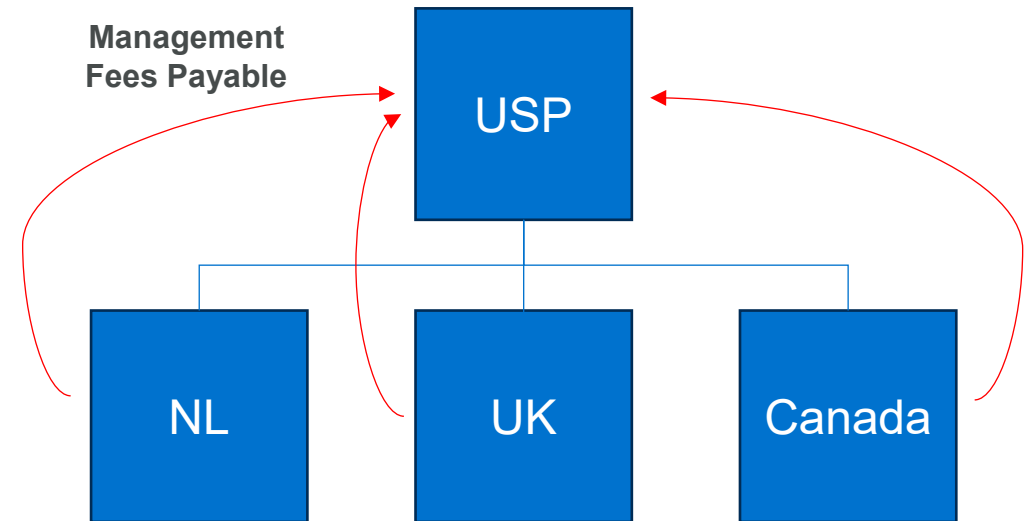 Management
Fees Payable
USP
NL
UK
Canada